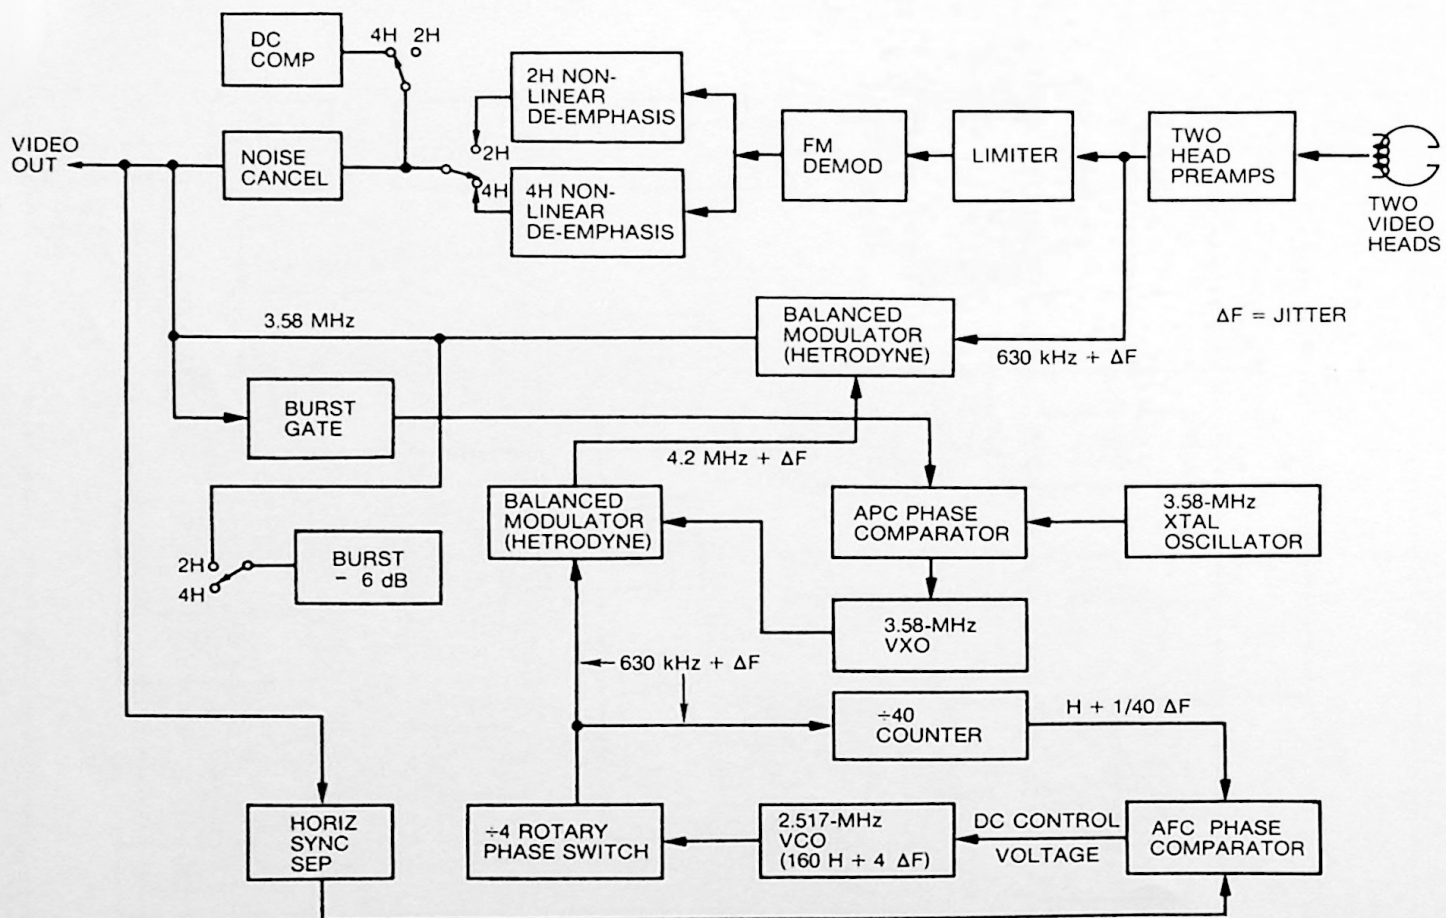 DC
COMP
4H 2H
VIDEO
OUT
NOISE
CANCEL
2H
4H
2H NON-
LINEAR
DE-EMPHASIS
4H NON-
LINEAR
DE-EMPHASIS
FM
DEMOD
LIMITER
TWO
HEAD
PREAMPS
TWO
VIDEO
HEADS
3.58 MHz
BALANCED
MODULATOR
(HETRODYNE)
630 kHz + ΔF
ΔF = JITTER
BURST
GATE
4.2 MHz + ΔF
BALANCED
MODULATOR
(HETRODYNE)
APC PHASE
COMPARATOR
3.58-MHz
XTAL
OSCILLATOR
2H
4H
BURST
- 6 dB
3.58-MHz
VXO
630 kHz + ΔF
÷40
COUNTER
H + 1/40 ΔF
HORIZ
SYNC
SEP
÷4 ROTARY
PHASE SWITCH
2.517-MHz
VCO
(160 H + 4 ΔF)
DC CONTROL
VOLTAGE
AFC PHASE
COMPARATOR